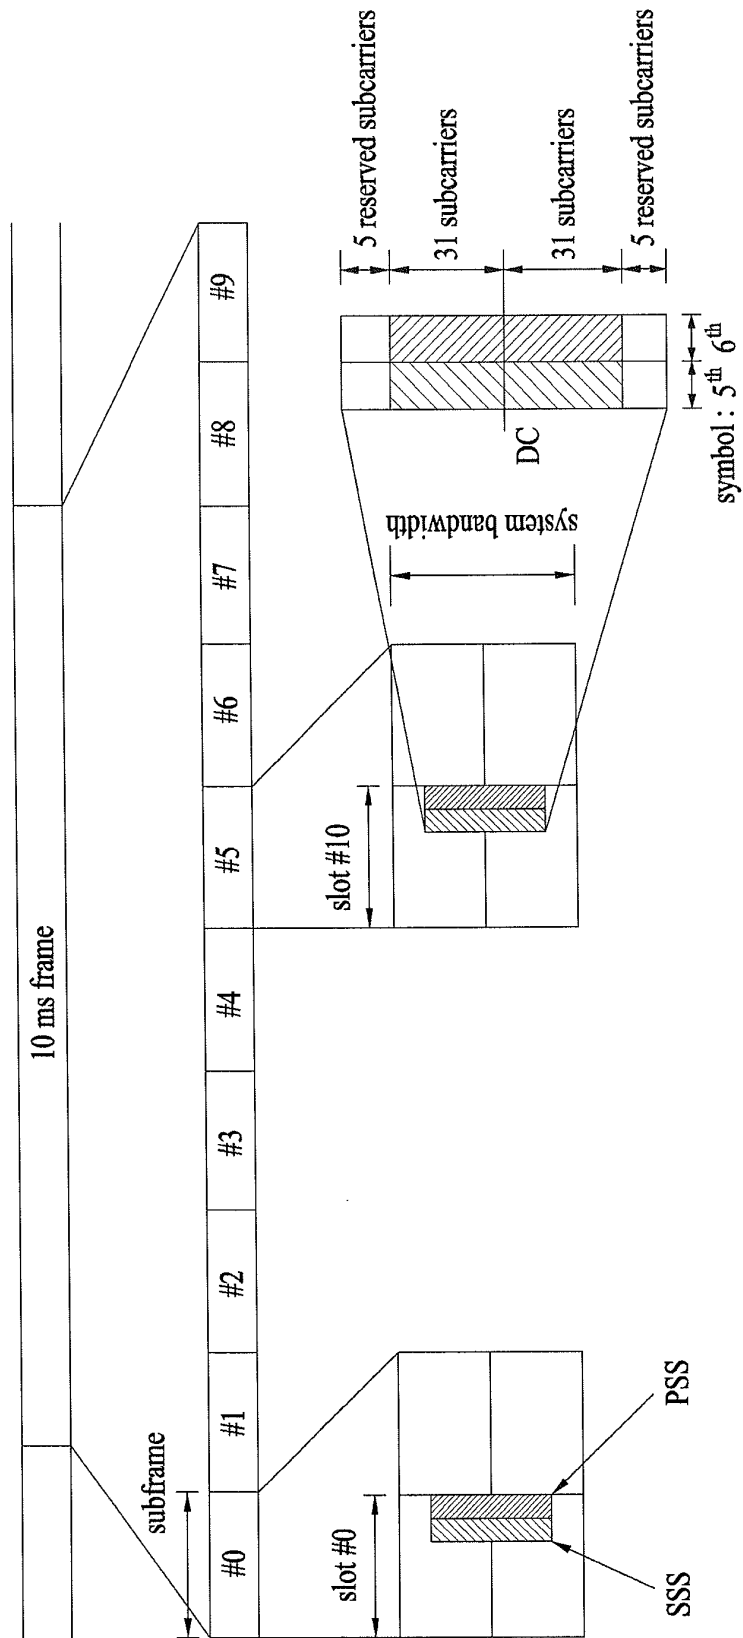 10 ms frame
subframe
#0
#1
#2
#3
#4
#5
#6
#7
#8
#9
slot #0
SSS
PSS
slot #10
system bandwidth
DC
5 reserved subcarriers
31 subcarriers
31 subcarriers
5 reserved subcarriers
symbol : 5th 6th